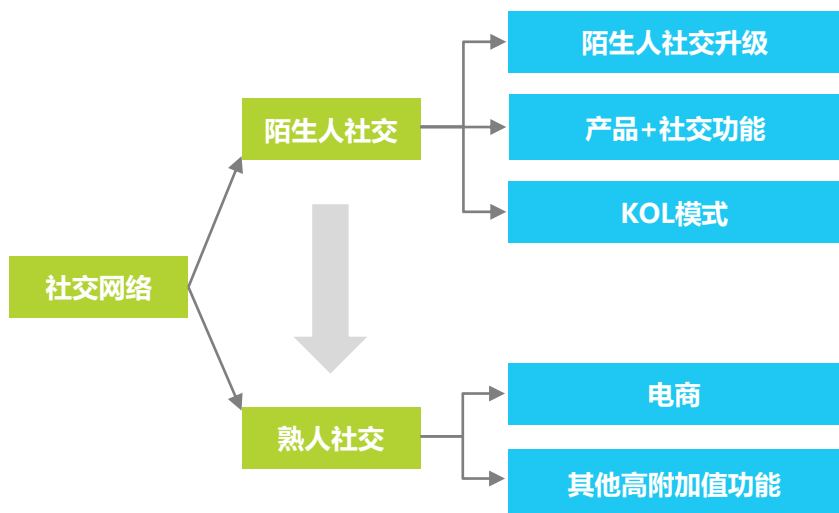 陌生人社交升级
陌生人社交
产品+社交功能
KOL模式
社交网络
电商
熟人社交
其他高附加值功能